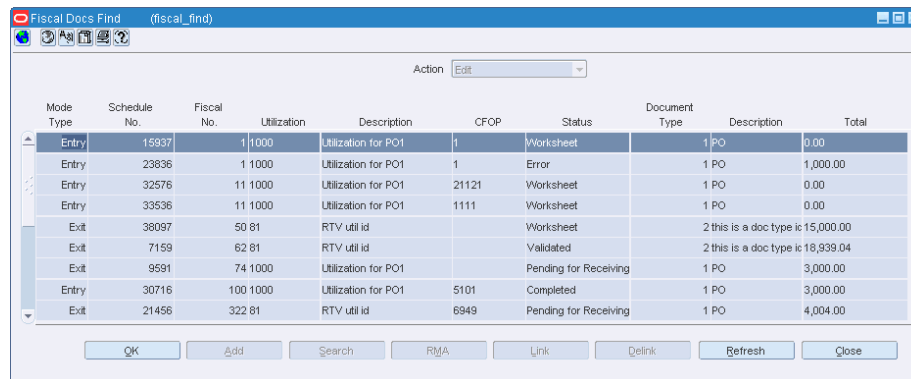 Fiscal Docs Find (fiscal_find)
Action Edit
Mode Type Schedule No. Fiscal No. Utilization Description CFOP Status Document Type Description Total
Entry 15937 1 1000 Utilization for PO1 1 Worksheet 1 PO 0.00
Entry 23836 1 1000 Utilization for PO1 1 Error 1 PO 1,000.00
Entry 32576 11 1000 Utilization for PO1 21121 Worksheet 1 PO 0.00
Entry 33536 11 1000 Utilization for PO1 1111 Worksheet 1 PO 0.00
Exit 38097 50 81 RTV util id Worksheet 2 this is a doc type ic 15,000.00
Exit 7159 62 81 RTV util id Validated 2 this is a doc type ic 18,939.04
Exit 9591 74 1000 Utilization for PO1 Pending for Receiving 1 PO 3,000.00
Entry 30716 100 1000 Utilization for PO1 5101 Completed 1 PO 3,000.00
Exit 21456 322 81 RTV util id 6949 Pending for Receiving 1 PO 4,004.00
OK Add Search RMA Link Delink Refresh Close